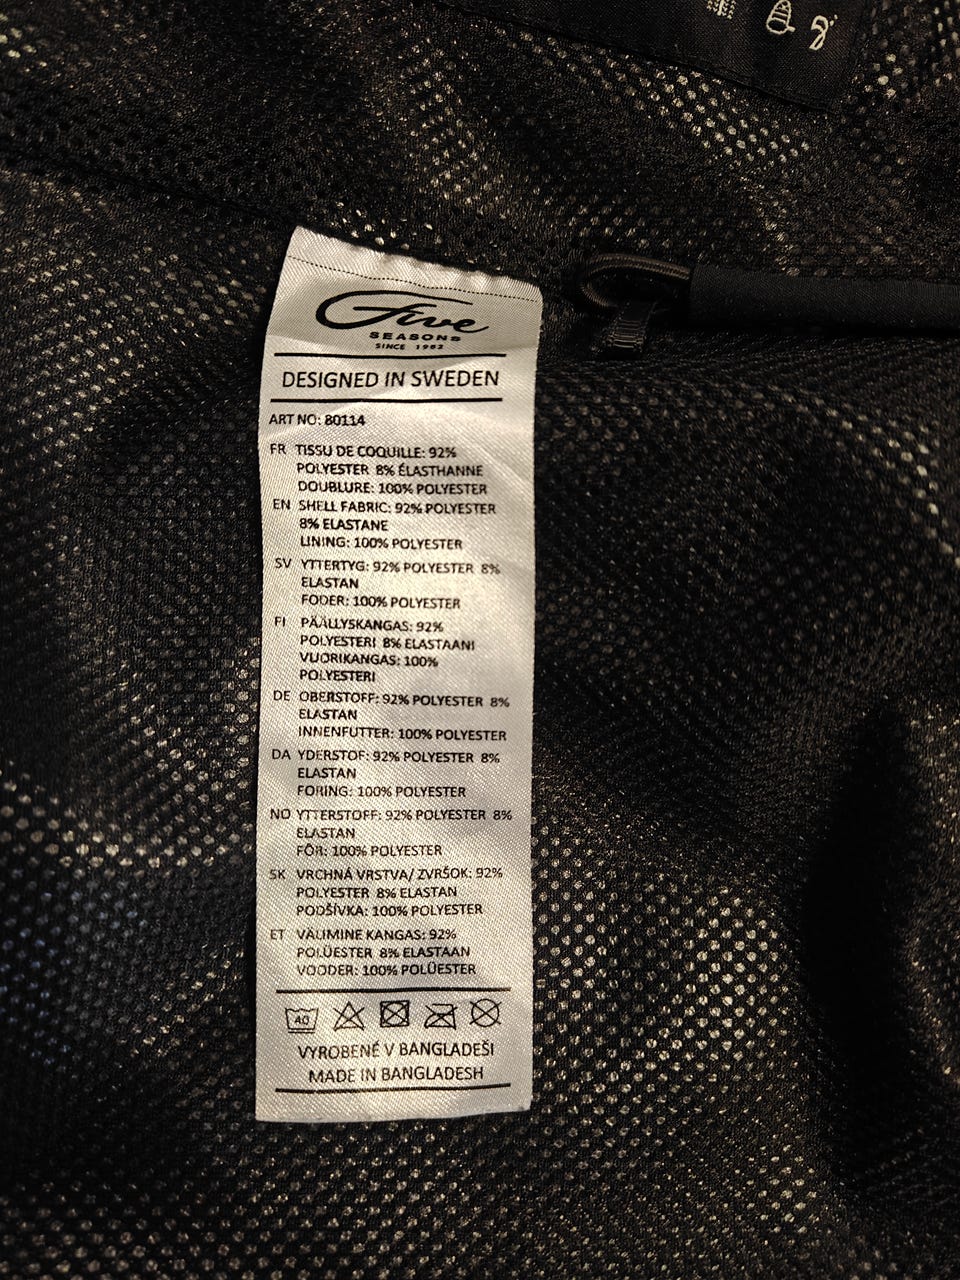 Five
SEASONS
SINCE 1982
DESIGNED IN SWEDEN
ART NO: 80114
FR TISSU DE COQUILLE: 92%
POLYESTER 8% ÉLASTHANNE
DOUBLURE: 100% POLYESTER
EN SHELL FABRIC: 92% POLYESTER
8% ELASTANE
LINING: 100% POLYESTER
SV YTTERTYG: 92% POLYESTER 8%
ELASTAN
FODER: 100% POLYESTER
FI PÄÄLLYSKANGAS: 92%
POLYESTERI 8% ELASTAANI
VUORIKANGAS: 100%
POLYESTERI
DE OBERSTOFF: 92% POLYESTER 8%
ELASTAN
INNENFUTTER: 100% POLYESTER
DA YDERSTOF: 92% POLYESTER 8%
ELASTAN
FORING: 100% POLYESTER
NO YTTERSTOFF: 92% POLYESTER 8%
ELASTAN
FÔR: 100% POLYESTER
SK VRCHNÁ VRSTVA/ ZVRŠOK: 92%
POLYESTER 8% ELASTAN
PODŠÍVKA: 100% POLYESTER
ET VÄLIMINE KANGAS: 92%
POLÜESTER 8% ELASTAAN
VOODER: 100% POLÜESTER
40
VYROBENÉ V BANGLADEŠI
MADE IN BANGLADESH